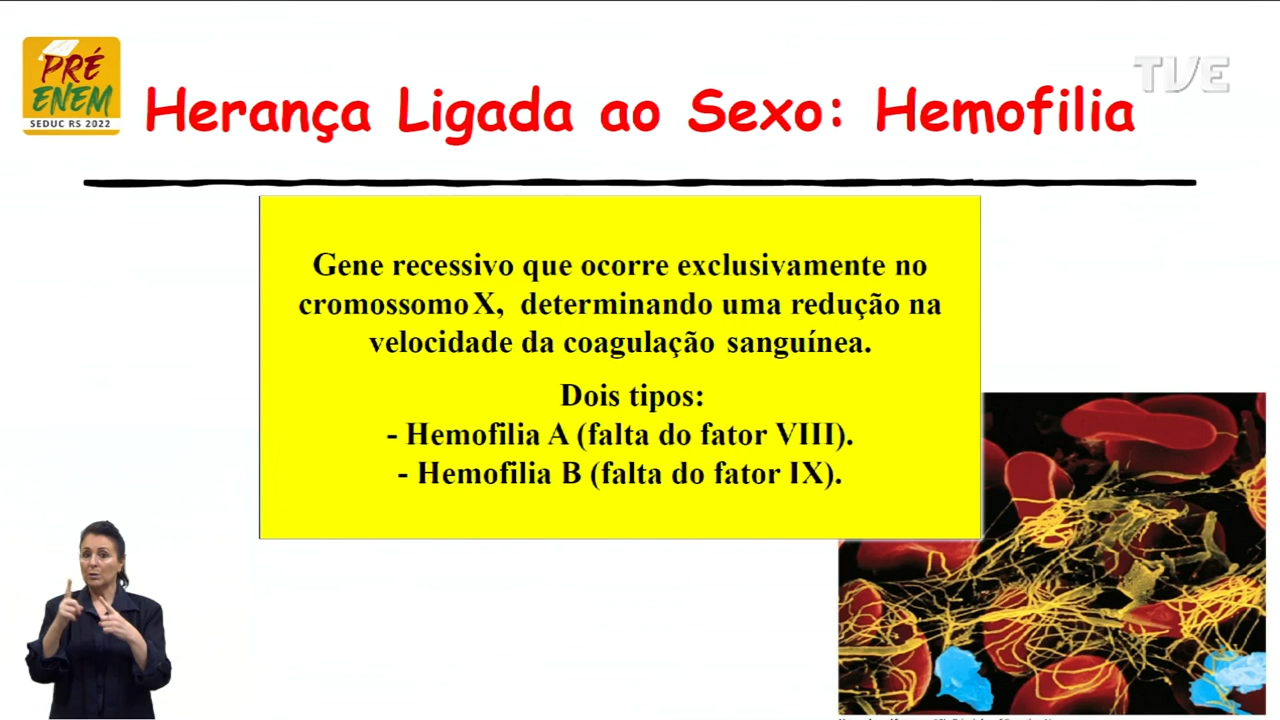 PRÉ
ENEM
SEDUC RS 2022
TVE
Herança Ligada ao Sexo: Hemofilia
Gene recessivo que ocorre exclusivamente no
cromossomo X, determinando uma redução na
velocidade da coagulação sanguínea.
Dois tipos:
- Hemofilia A (falta do fator VIII).
- Hemofilia B (falta do fator IX).